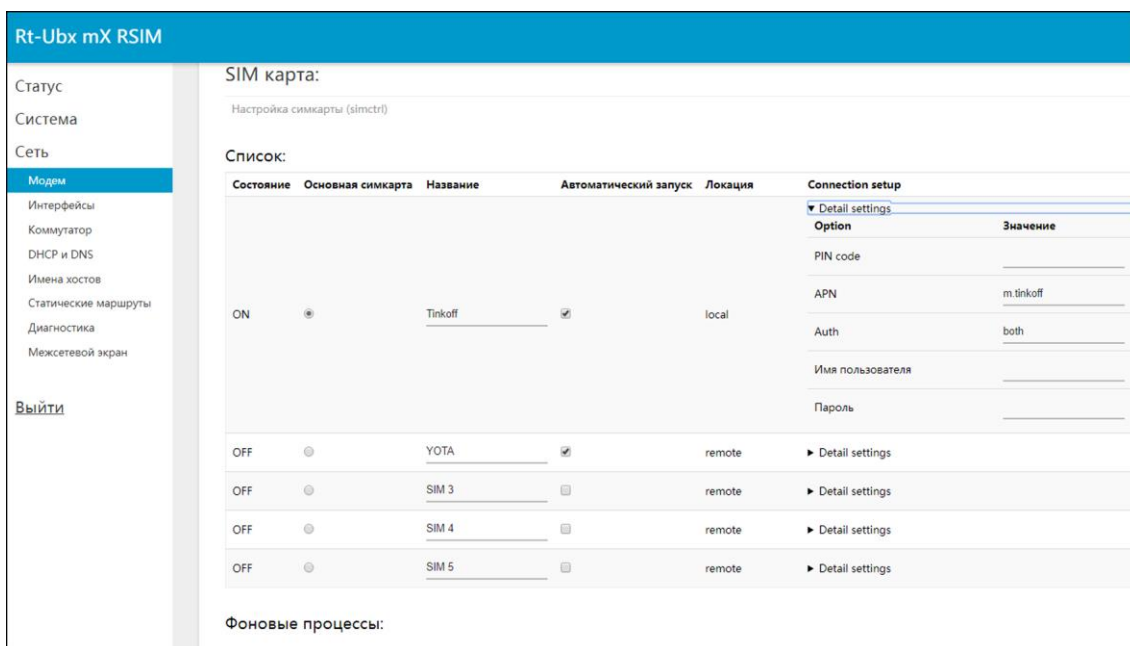 Rt-Ubx mX RSIM
Статус
Система
Сеть
Модем
Интерфейсы
Коммутатор
DHCP и DNS
Имена хостов
Статические маршруты
Диагностика
Межсетевой экран
Выйти
SIM карта:
Настройка симкарты (simctrl)
Список:
Состояние Основная симкарта Название Автоматический запуск Локация Connection setup
▼ Detail settings
Option Значение
PIN code
APN m.tinkoff
ON Tinkoff local
Auth both
Имя пользователя
Пароль
OFF YOTA remote ► Detail settings
OFF SIM 3 remote ► Detail settings
OFF SIM 4 remote ► Detail settings
OFF SIM 5 remote ► Detail settings
Фоновые процессы: